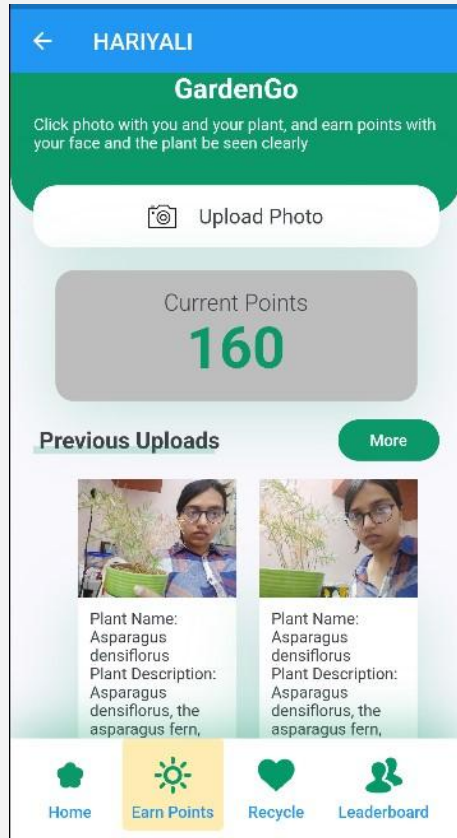 HARIYALI
GardenGo
Click photo with you and your plant, and earn points with
your face and the plant be seen clearly
Upload Photo
Current Points
160
Previous Uploads
More
Plant Name:
Asparagus
densiflorus
Plant Description:
Asparagus
densiflorus, the
asparagus fern,
Plant Name:
Asparagus
densiflorus
Plant Description:
Asparagus
densiflorus, the
asparagus fern,
Home
Earn Points
Recycle
Leaderboard